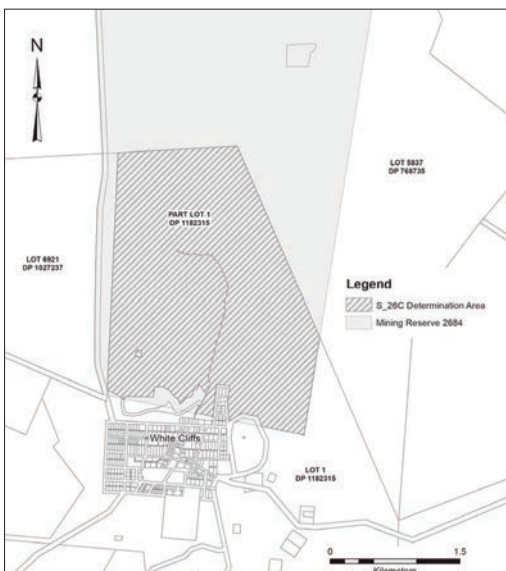 N
LOT 5837
DP 768735
PART LOT 1
DP 1182315
LOT 6921
DP 1027237
Legend
S_26C Determination Area
Mining Reserve 2684
White Cliffs
LOT 1
DP 1182315
0
1.5
Kilometers